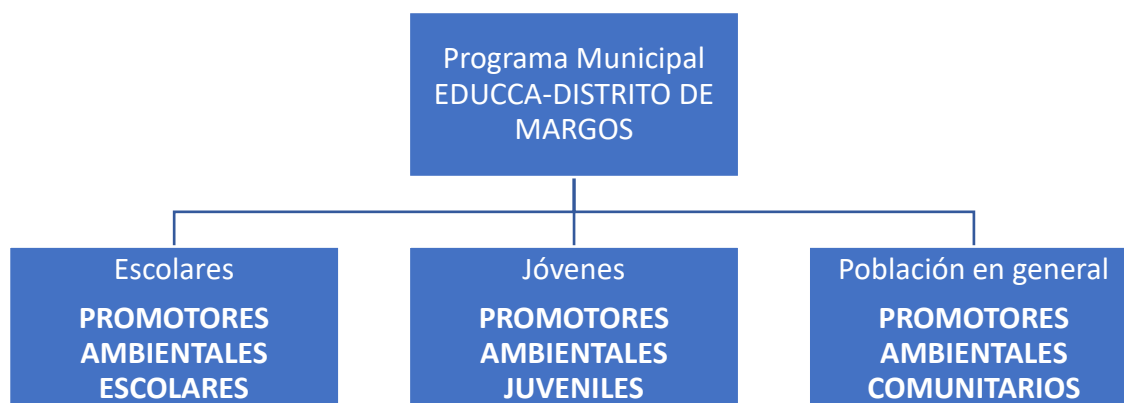 Programa Municipal
EDUCCA-DISTRITO DE
MARGOS
Escolares
PROMOTORES
AMBIENTALES
ESCOLARES
Jóvenes
PROMOTORES
AMBIENTALES
JUVENILES
Población en general
PROMOTORES
AMBIENTALES
COMUNITARIOS